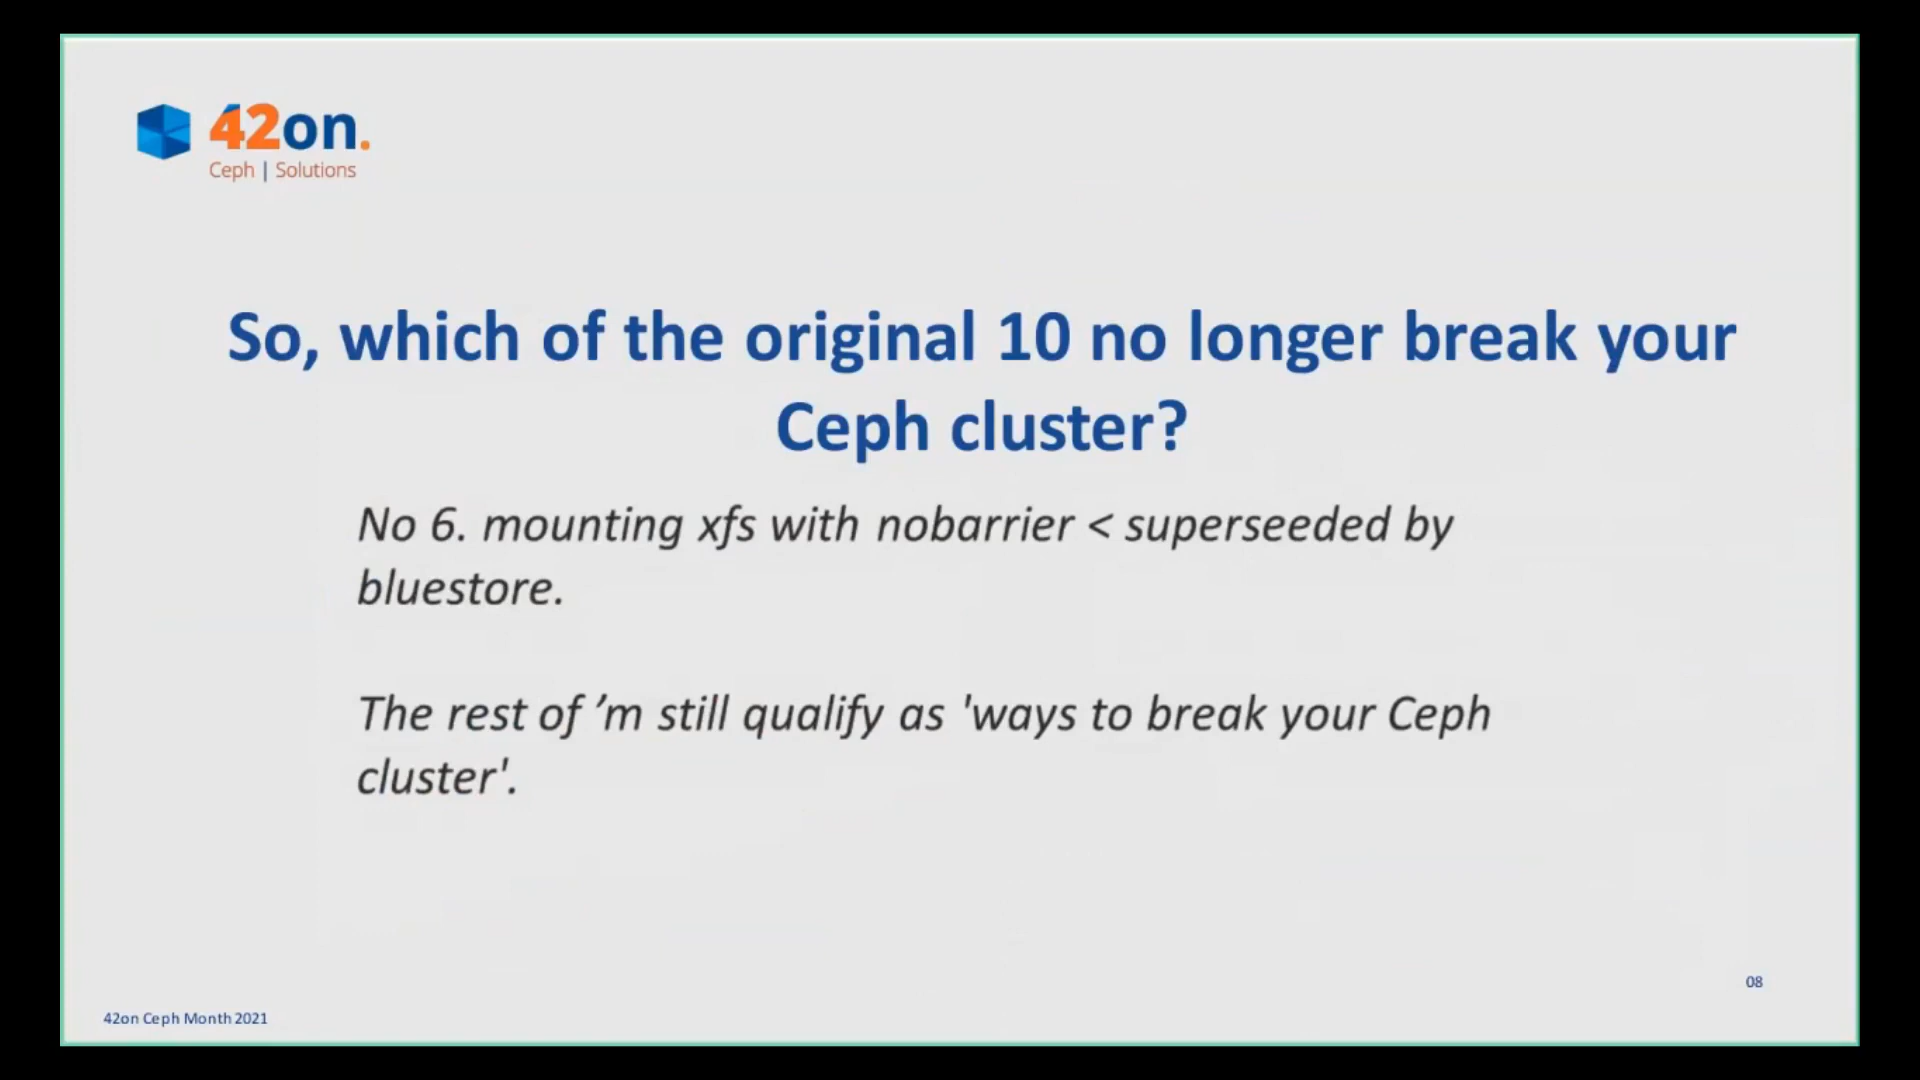 42on.
Ceph | Solutions
So, which of the original 10 no longer break your
Ceph cluster?
No 6. mounting xfs with nobarrier < superseeded by
bluestore.
The rest of ’m still qualify as 'ways to break your Ceph
cluster'.
08
42on Ceph Month 2021